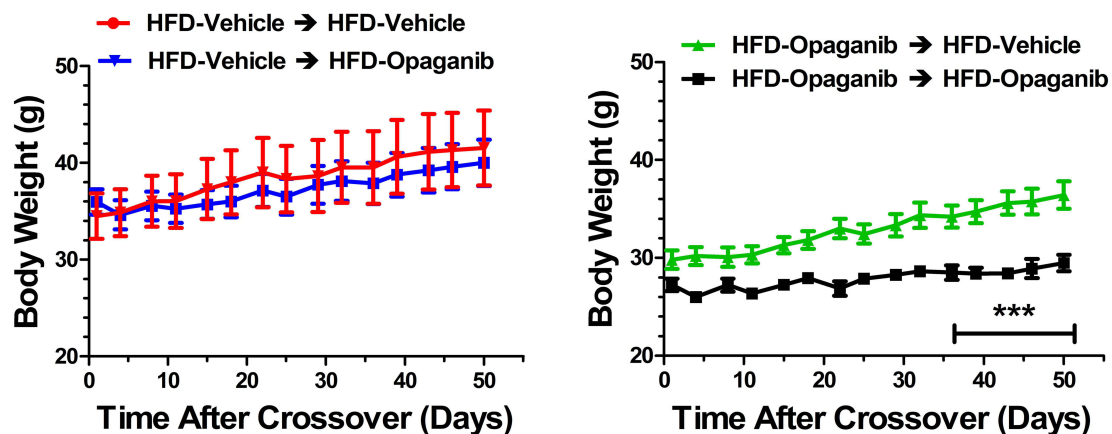 HFD-Vehicle ➔ HFD-Vehicle
HFD-Vehicle ➔ HFD-Opaganib
50
40
30
20
0 10 20 30 40 50
Body Weight (g)
Time After Crossover (Days)
HFD-Opaganib ➔ HFD-Vehicle
HFD-Opaganib ➔ HFD-Opaganib
50
40
30
20
0 10 20 30 40 50
Body Weight (g)
***
Time After Crossover (Days)